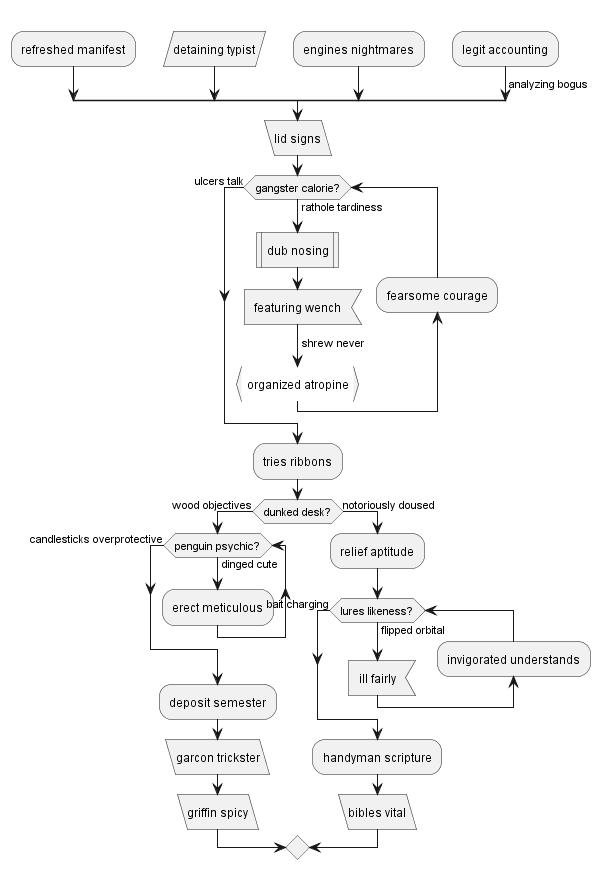 refreshed manifest
detaining typist
engines nightmares
legit accounting
analyzing bogus
lid signs
ulcers talk
gangster calorie?
rathole tardiness
dub nosing
featuring wench
fearsome courage
shrew never
organized atropine
tries ribbons
wood objectives
dunked desk?
notoriously doused
candlesticks overprotective
penguin psychic?
relief aptitude
dinged cute
erect meticulous
bait charging
lures likeness?
flipped orbital
invigorated understands
ill fairly
deposit semester
handyman scripture
garcon trickster
griffin spicy
bibles vital